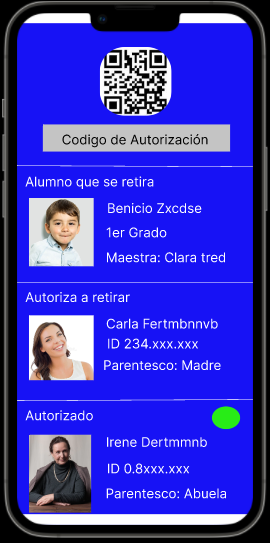 Codigo de Autorización
Alumno que se retira
Benicio Zxcdse
1er Grado
Maestra: Clara tred
Autoriza a retirar
Carla Fertmbnnvb
ID 234.xxx.xxx
Parentesco: Madre
Autorizado
Irene Dertmmnb
ID 0.8xxx.xxx
Parentesco: Abuela